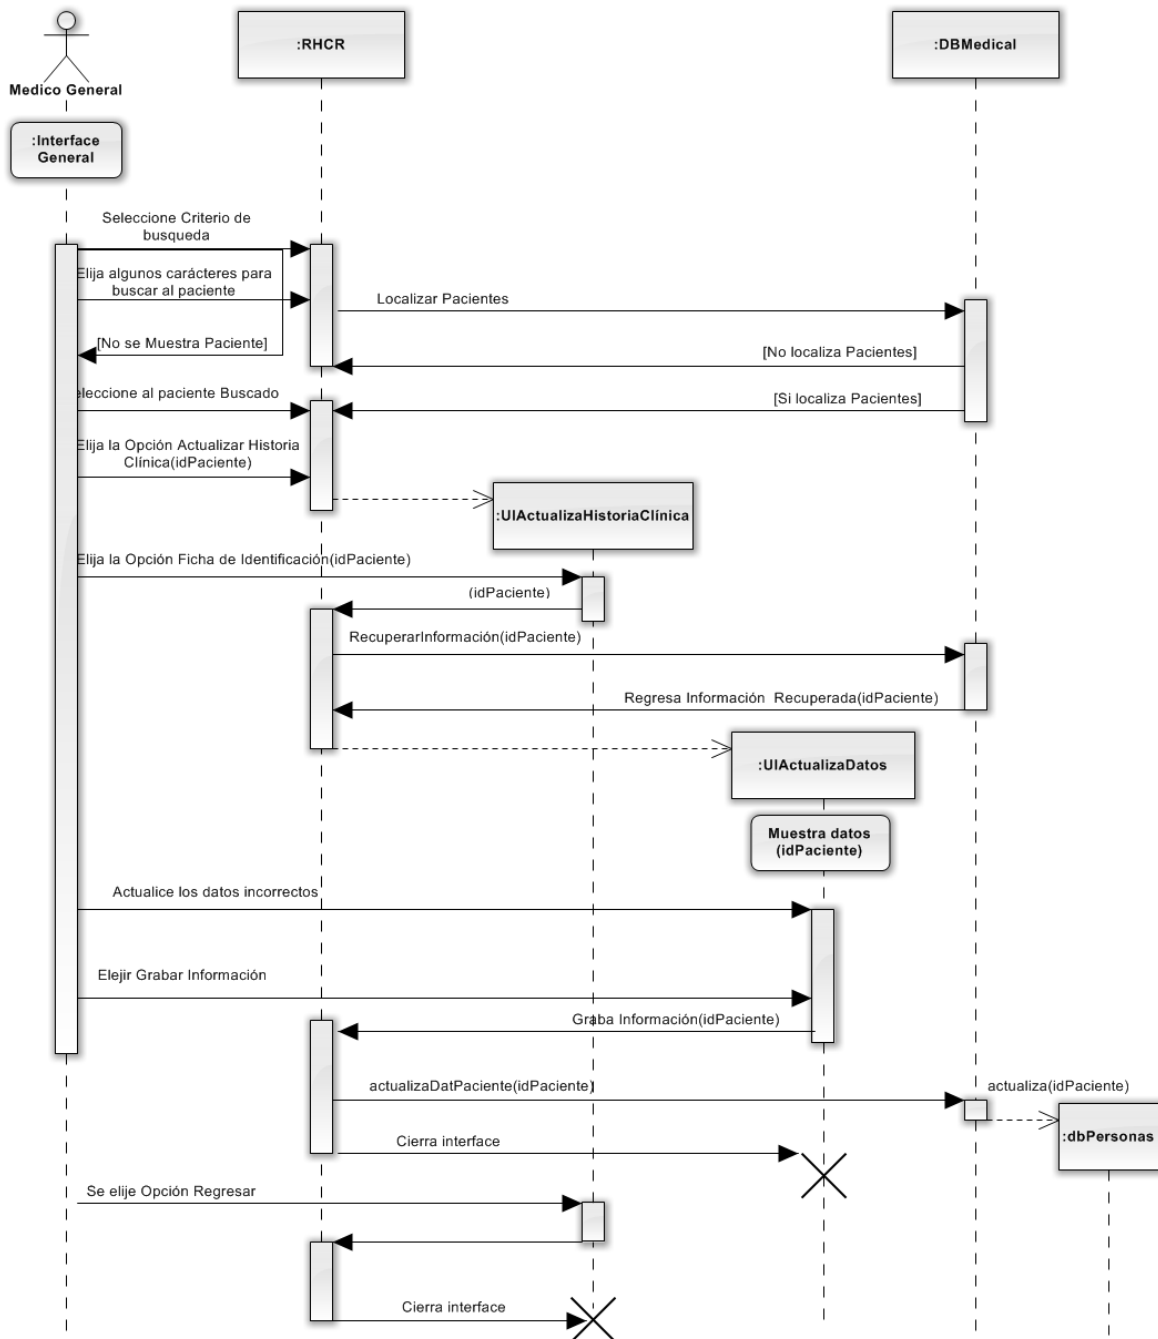 :RHCR
:DBMedical
Medico General
:Interface
General
Seleccione Criterio de
busqueda
Elija algunos carácteres para
buscar al paciente
Localizar Pacientes
[No se Muestra Paciente]
[No localiza Pacientes]
eleccione al paciente Buscado
[Si localiza Pacientes]
Elija la Opción Actualizar Historia
Clínica(idPaciente)
:UIActualizaHistoriaClínica
Elija la Opción Ficha de Identificación(idPaciente)
(idPaciente)
RecuperarInformación(idPaciente)
Regresa Información Recuperada(idPaciente)
:UIActualizaDatos
Muestra datos
(idPaciente)
Actualice los datos incorrectos
Elejir Grabar Información
Graba Información(idPaciente)
actualizaDatPaciente(idPaciente)
actualiza(idPaciente)
:dbPersonas
Cierra interface
Se elije Opción Regresar
Cierra interface